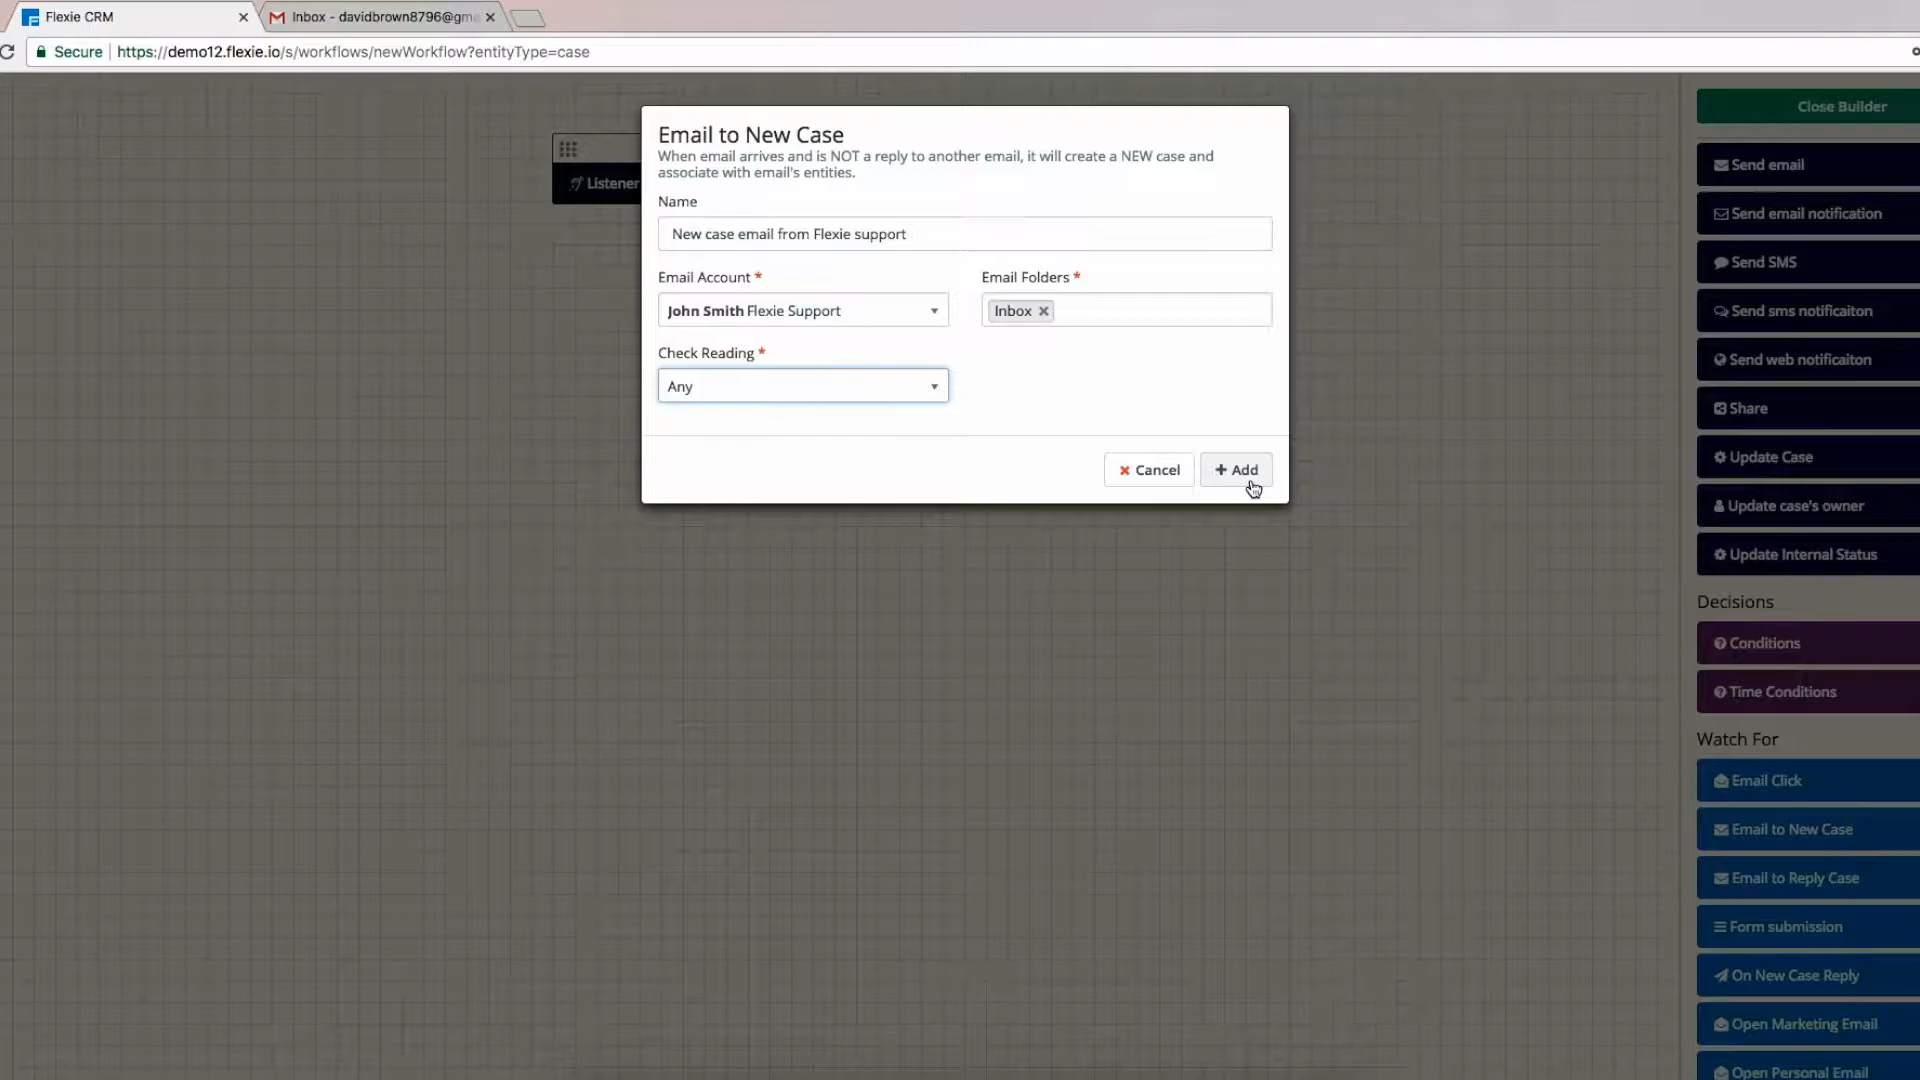 Flexie CRM
Inbox - davidbrown8796@gma
Secure https://demo12.flexie.io/s/workflows/newWorkflow?entityType=case
Listener
Email to New Case
When email arrives and is NOT a reply to another email, it will create a NEW case and
associate with email's entities.
Name
New case email from Flexie support
Email Account *
Email Folders *
John Smith Flexie Support
Inbox
Check Reading *
Any
Cancel
Add
Close Builder
Send email
Send email notification
Send SMS
Send sms notificaiton
Send web notificaiton
Share
Update Case
Update case's owner
Update Internal Status
Decisions
Conditions
Time Conditions
Watch For
Email Click
Email to New Case
Email to Reply Case
Form submission
On New Case Reply
Open Marketing Email
Open Personal Email